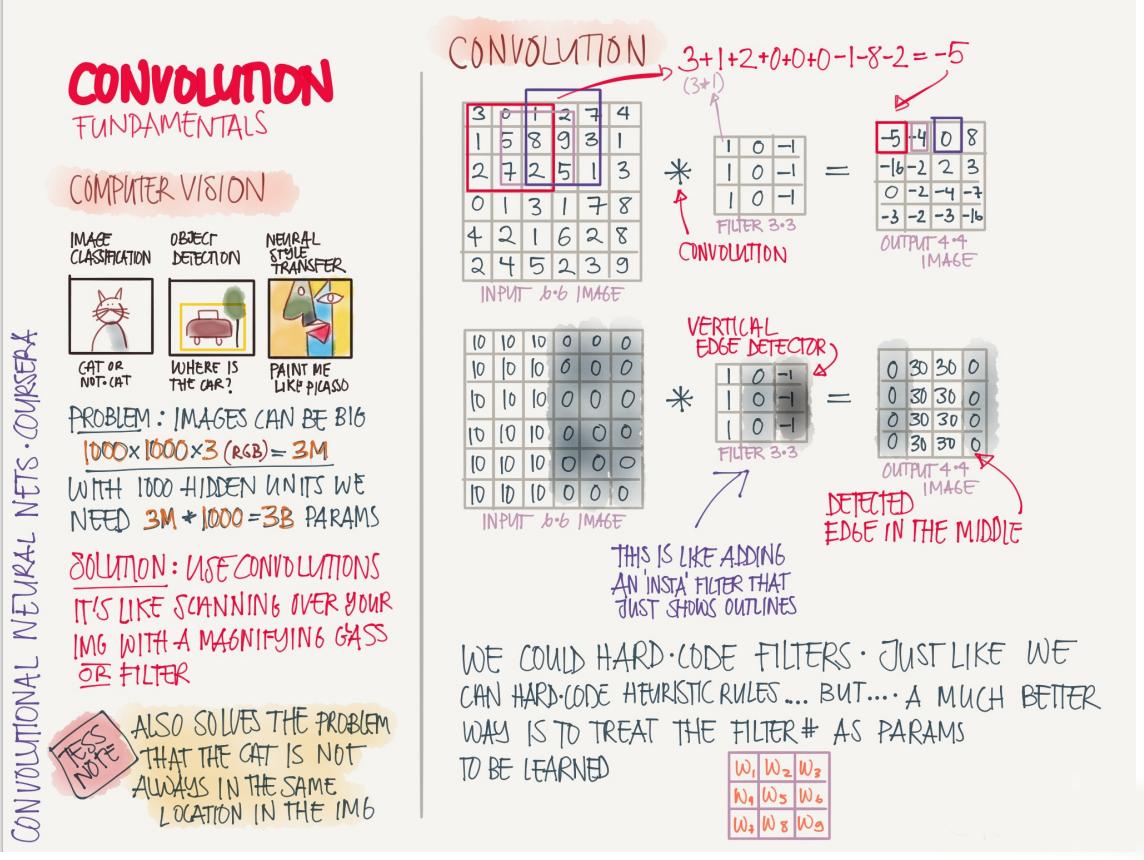 CONVOLUTION
FUNDAMENTALS
COMPUTER VISION
IMAGE
CLASSIFICATION
CAT OR
NOT·CAT
OBJECT
DETECTION
WHERE IS
THE CAR?
NEURAL
STYLE
TRANSFER
PAINT ME
LIKE PICASSO
PROBLEM: IMAGES CAN BE BIG
1000×1000×3 (RGB) = 3M
WITH 1000 HIDDEN UNITS WE
NEED 3M * 1000 = 3B PARAMS
SOLUTION: USE CONVOLUTIONS
IT'S LIKE SCANNING OVER YOUR
IMG WITH A MAGNIFYING GASS
OR FILTER
TESS
NOTE
ALSO SOLVES THE PROBLEM
THAT THE CAT IS NOT
ALWAYS IN THE SAME
LOCATION IN THE IMG
CONVOLUTIONAL NEURAL NETS · COURSERA
CONVOLUTION
3+1+2+0+0+0-1-8-2=-5
(3*1)
3 0 1 2 7 4
1 5 8 9 3 1
2 7 2 5 1 3
0 1 3 1 7 8
4 2 1 6 2 8
2 4 5 2 3 9
INPUT 6·6 IMAGE
*
CONVOLUTION
1 0 -1
1 0 -1
1 0 -1
FILTER 3·3
=
-5 -4 0 8
-16 -2 2 3
0 -2 -4 -7
-3 -2 -3 -16
OUTPUT 4·4
IMAGE
10 10 10 0 0 0
10 10 10 0 0 0
10 10 10 0 0 0
10 10 10 0 0 0
10 10 10 0 0 0
10 10 10 0 0 0
INPUT 6·6 IMAGE
*
VERTICAL
EDGE DETECTOR
1 0 -1
1 0 -1
1 0 -1
FILTER 3·3
=
0 30 30 0
0 30 30 0
0 30 30 0
0 30 30 0
OUTPUT 4·4
IMAGE
DETECTED
EDGE IN THE MIDDLE
THIS IS LIKE ADDING
AN 'INSTA' FILTER THAT
JUST SHOWS OUTLINES
WE COULD HARD·CODE FILTERS · JUST LIKE WE
CAN HARD·CODE HEURISTIC RULES.... BUT.... A MUCH BETTER
WAY IS TO TREAT THE FILTER# AS PARAMS
TO BE LEARNED
W1 W2 W3
W4 W5 W6
W7 W8 W9